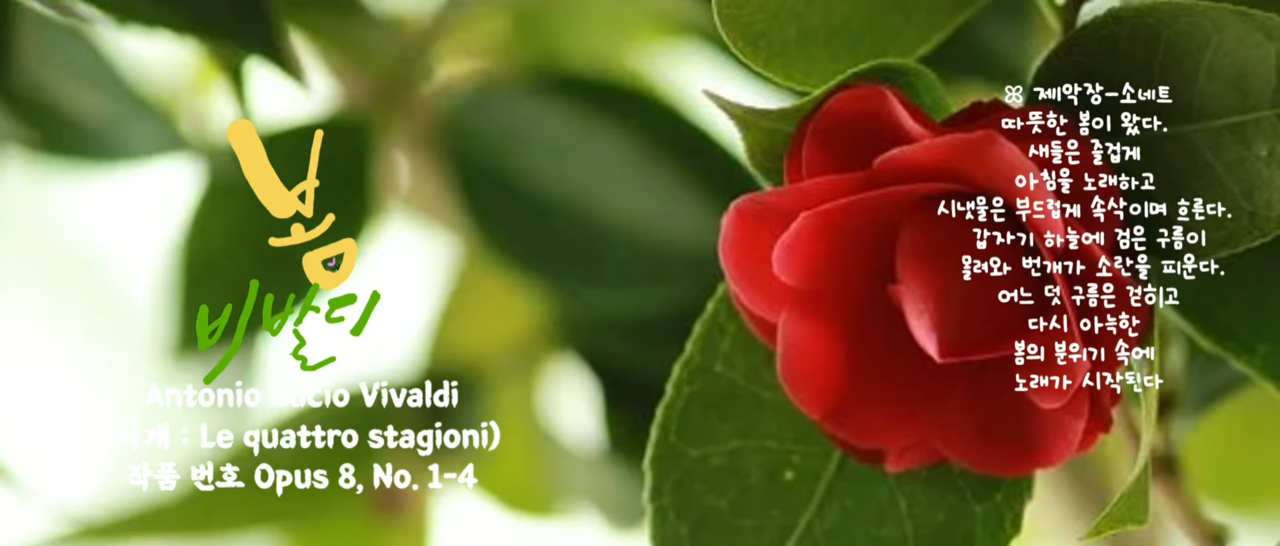 봄
비발디
Antonio Lucio Vivaldi
: Le quattro stagioni)
작품 번호 Opus 8, No. 1-4
ꕤ 제1악장-소네트
따뜻한 봄이 왔다.
새들은 즐겁게
아침을 노래하고
시냇물은 부드럽게 속삭이며 흐른다.
갑자기 하늘에 검은 구름이
몰려와 번개가 소란을 피운다.
어느 덧 구름은 걷히고
다시 아늑한
봄의 분위기 속에
노래가 시작된다